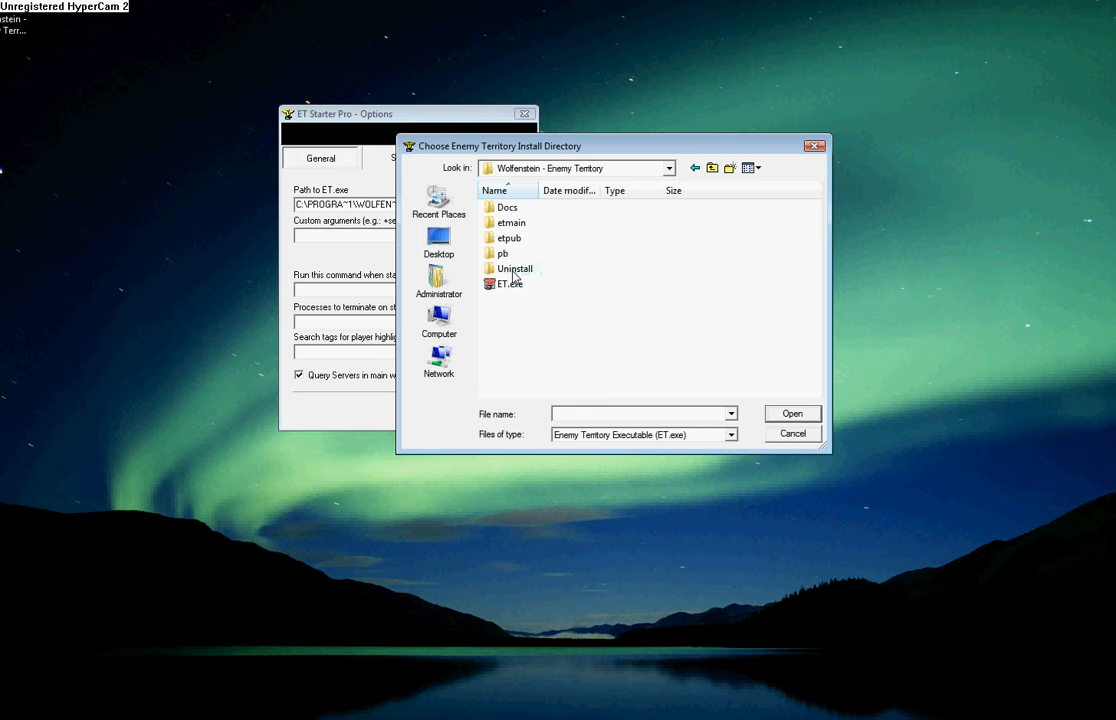 Unregistered HyperCam 2
nstein -
y Terr...
ET Starter Pro - Options
General
S
Path to ET.exe
C:\PROGRA~1\WOLFEN~
Custom arguments (e.g.: +se
Run this command when sta
Processes to terminate on st
Search tags for player highlig
Query Servers in main w
Choose Enemy Territory Install Directory
Look in:
Wolfenstein - Enemy Territory
Name
Date modif...
Type
Size
Recent Places
Desktop
Administrator
Computer
Network
Docs
etmain
etpub
pb
Uninstall
ET.exe
File name:
Open
Files of type:
Enemy Territory Executable (ET.exe)
Cancel